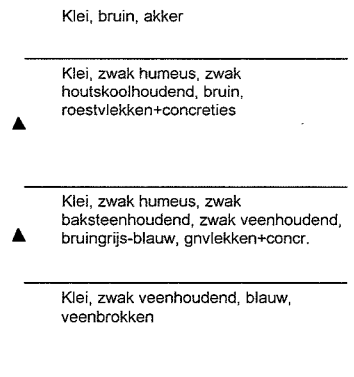 Klei, bruin, akker
Klei, zwak humeus, zwak
houtskoolhoudend, bruin,
roestvlekken+concreties
Klei, zwak humeus, zwak
baksteenhoudend, zwak veenhoudend,
bruingrijs-blauw, gnvlekken+concr.
Klei, zwak veenhoudend, blauw,
veenbrokken